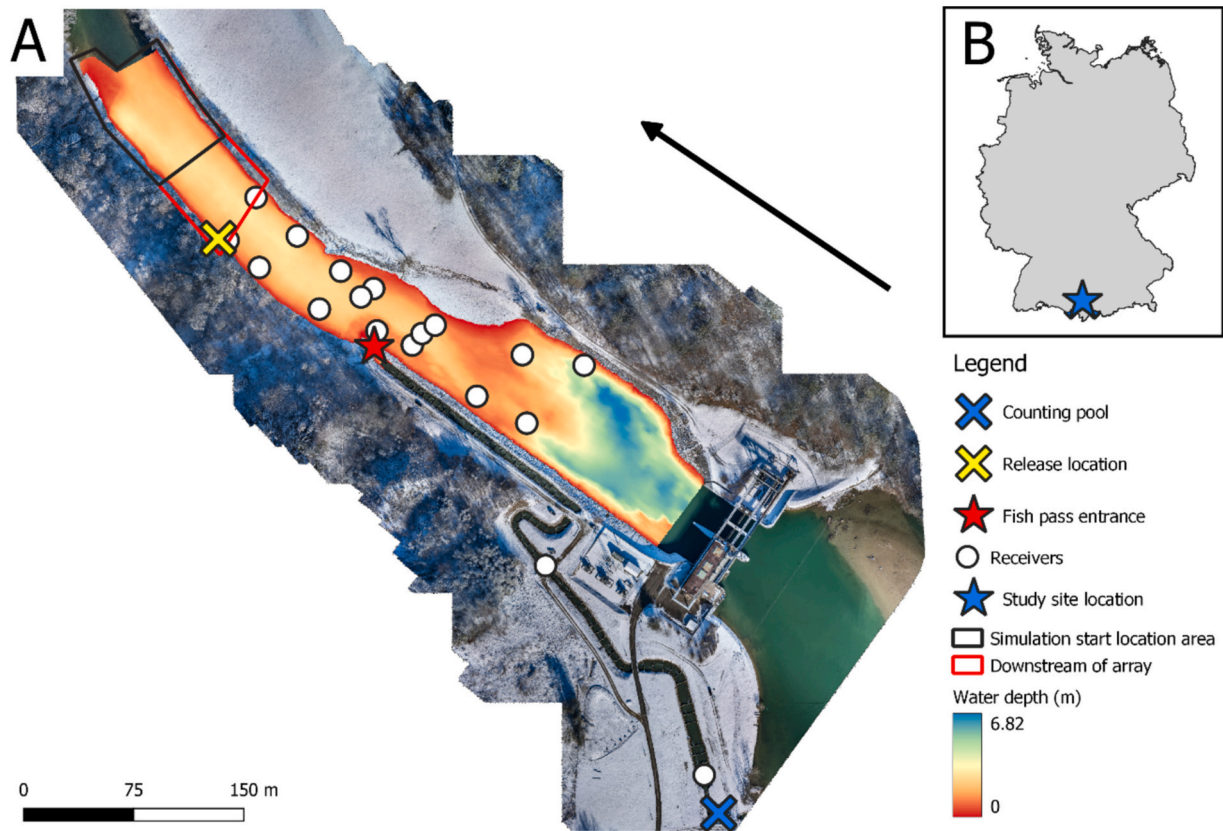 A
B
Legend
Counting pool
Release location
Fish pass entrance
Receivers
Study site location
Simulation start location area
Downstream of array
Water depth (m)
6.82
0
0 75 150 m